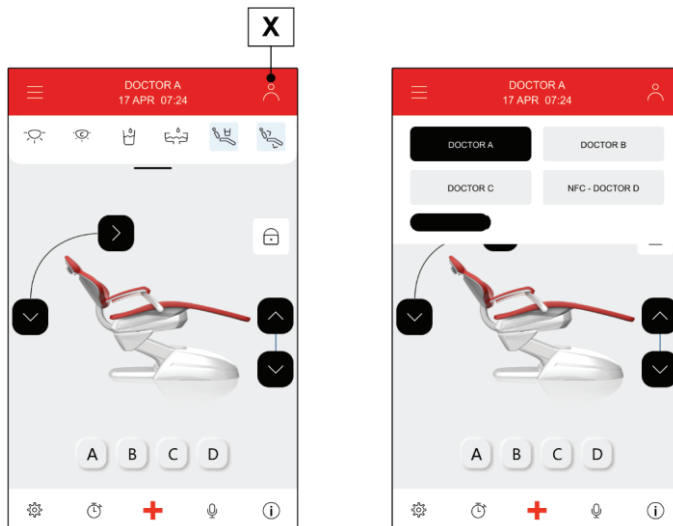 X
DOCTOR A
17 APR 07:24
A B C D
DOCTOR A
17 APR 07:24
DOCTOR A DOCTOR B
DOCTOR C NFC - DOCTOR D
A B C D